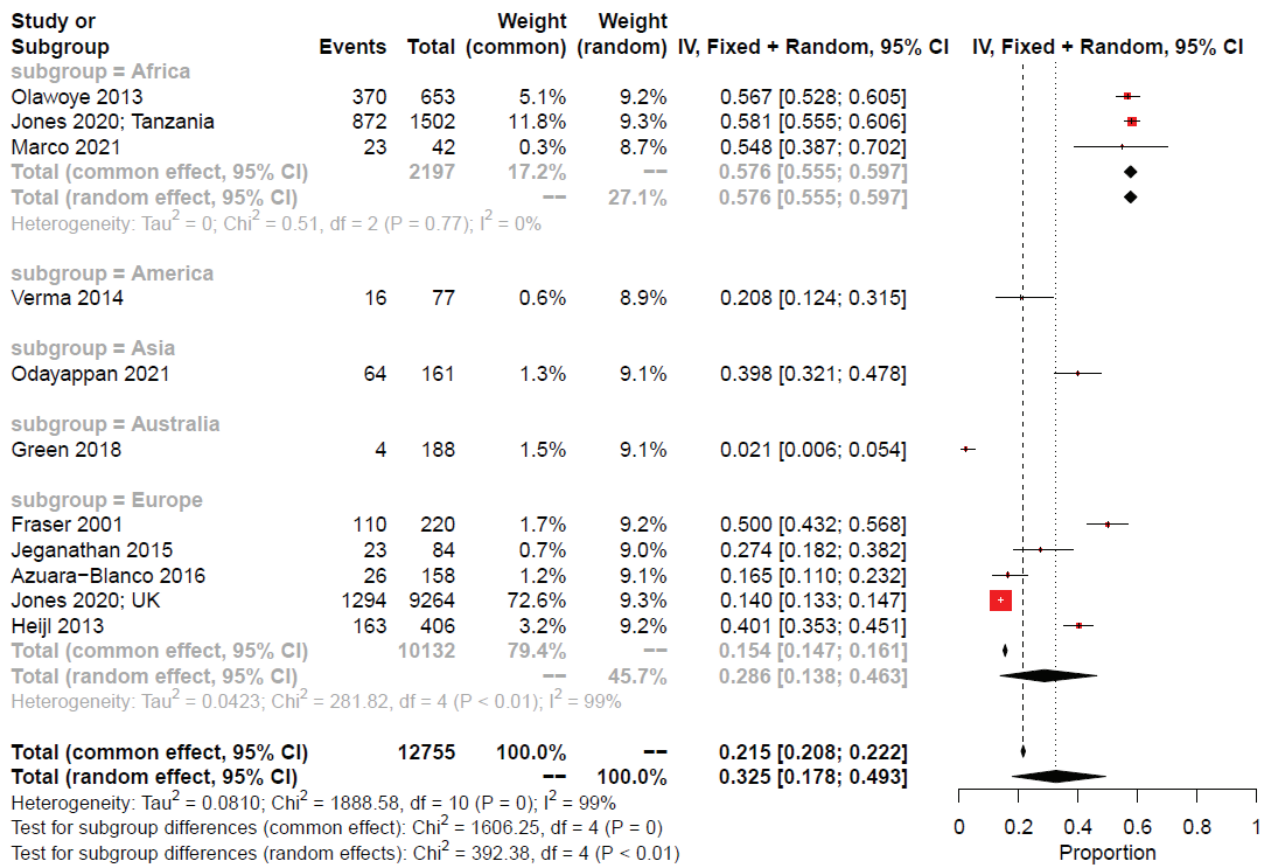 Study or Weight Weight
Subgroup Events Total (common) (random) IV, Fixed + Random, 95% CI IV, Fixed + Random, 95% CI
subgroup = Africa
Olawoye 2013 370 653 5.1% 9.2% 0.567 [0.528; 0.605]
Jones 2020; Tanzania 872 1502 11.8% 9.3% 0.581 [0.555; 0.606]
Marco 2021 23 42 0.3% 8.7% 0.548 [0.387; 0.702]
Total (common effect, 95% CI) 2197 17.2% −− 0.576 [0.555; 0.597]
Total (random effect, 95% CI) −− 27.1% 0.576 [0.555; 0.597]
Heterogeneity: Tau² = 0; Chi² = 0.51, df = 2 (P = 0.77); I² = 0%
subgroup = America
Verma 2014 16 77 0.6% 8.9% 0.208 [0.124; 0.315]
subgroup = Asia
Odayappan 2021 64 161 1.3% 9.1% 0.398 [0.321; 0.478]
subgroup = Australia
Green 2018 4 188 1.5% 9.1% 0.021 [0.006; 0.054]
subgroup = Europe
Fraser 2001 110 220 1.7% 9.2% 0.500 [0.432; 0.568]
Jeganathan 2015 23 84 0.7% 9.0% 0.274 [0.182; 0.382]
Azuara−Blanco 2016 26 158 1.2% 9.1% 0.165 [0.110; 0.232]
Jones 2020; UK 1294 9264 72.6% 9.3% 0.140 [0.133; 0.147]
Heijl 2013 163 406 3.2% 9.2% 0.401 [0.353; 0.451]
Total (common effect, 95% CI) 10132 79.4% −− 0.154 [0.147; 0.161]
Total (random effect, 95% CI) −− 45.7% 0.286 [0.138; 0.463]
Heterogeneity: Tau² = 0.0423; Chi² = 281.82, df = 4 (P < 0.01); I² = 99%
Total (common effect, 95% CI) 12755 100.0% −− 0.215 [0.208; 0.222]
Total (random effect, 95% CI) −− 100.0% 0.325 [0.178; 0.493]
Heterogeneity: Tau² = 0.0810; Chi² = 1888.58, df = 10 (P = 0); I² = 99%
Test for subgroup differences (common effect): Chi² = 1606.25, df = 4 (P = 0)
Test for subgroup differences (random effects): Chi² = 392.38, df = 4 (P < 0.01)
0 0.2 0.4 0.6 0.8 1
Proportion